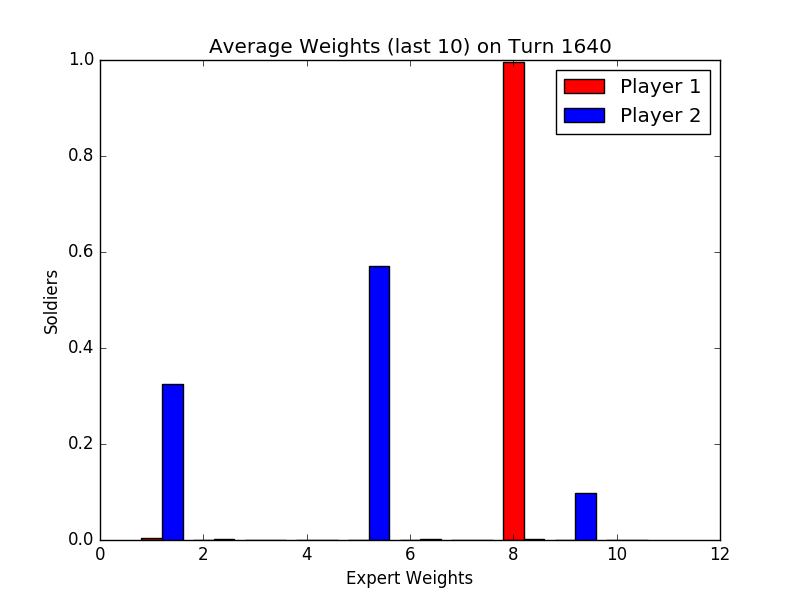 Average Weights (last 10) on Turn 1640
1.0
0.8
0.6
0.4
0.2
0.0
Soldiers
Player 1
Player 2
0 2 4 6 8 10 12
Expert Weights